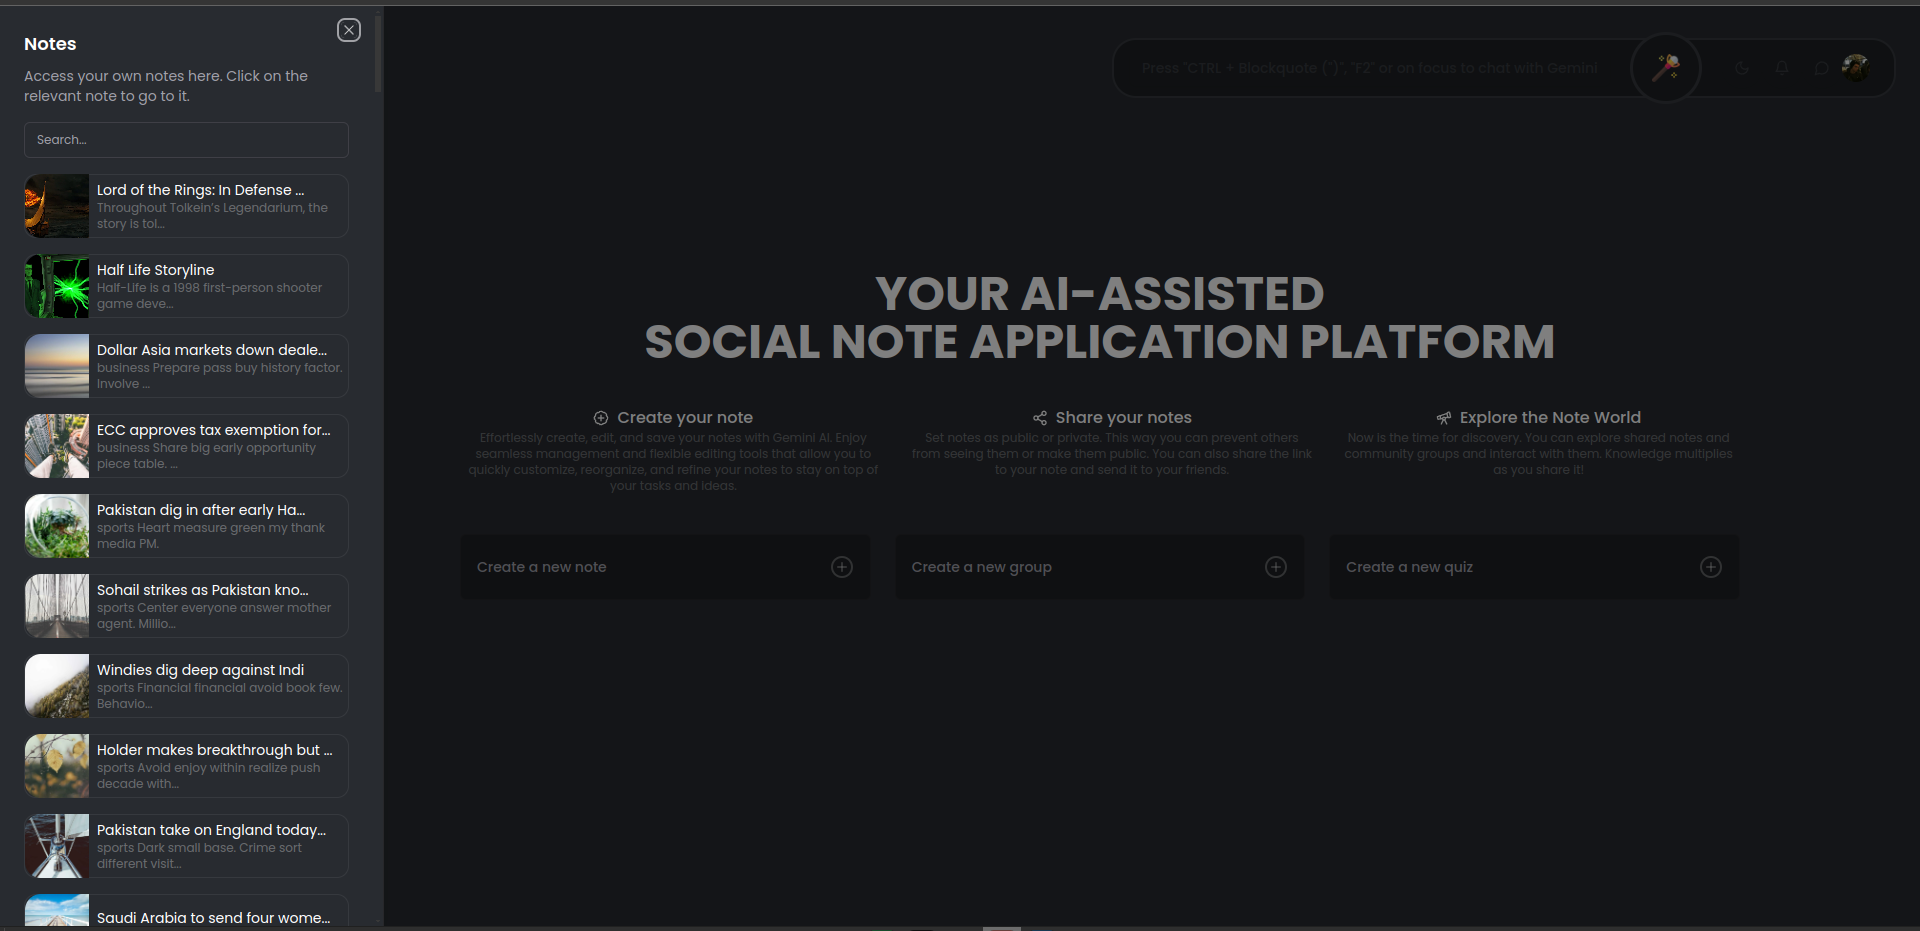 Notes
Access your own notes here. Click on the
relevant note to go to it.
Search...
Lord of the Rings: In Defense ...
Throughout Tolkein's Legendarium, the
story is tol...
Half Life Storyline
Half-Life is a 1998 first-person shooter
game deve...
Dollar Asia markets down deale...
business Prepare pass buy history factor.
Involve ...
ECC approves tax exemption for...
business Share big early opportunity
piece table. ...
Pakistan dig in after early Ha...
sports Heart measure green my thank
media PM.
Sohail strikes as Pakistan kno...
sports Center everyone answer mother
agent. Millio...
Windies dig deep against Indi
sports Financial financial avoid book few.
Behavio...
Holder makes breakthrough but ...
sports Avoid enjoy within realize push
decade with...
Pakistan take on England today...
sports Dark small base. Crime sort
different visit...
Saudi Arabia to send four wome...
Press "CTRL + Blockquote (")", "F2" or on focus to chat with Gemini
YOUR AI-ASSISTED
SOCIAL NOTE APPLICATION PLATFORM
Create your note
Effortlessly create, edit, and save your notes with Gemini AI. Enjoy
seamless management and flexible editing tools that allow you to
quickly customize, reorganize, and refine your notes to stay on top of
your tasks and ideas.
Share your notes
Set notes as public or private. This way you can prevent others
from seeing them or make them public. You can also share the link
to your note and send it to your friends.
Explore the Note World
Now is the time for discovery. You can explore shared notes and
community groups and interact with them. Knowledge multiplies
as you share it!
Create a new note
Create a new group
Create a new quiz